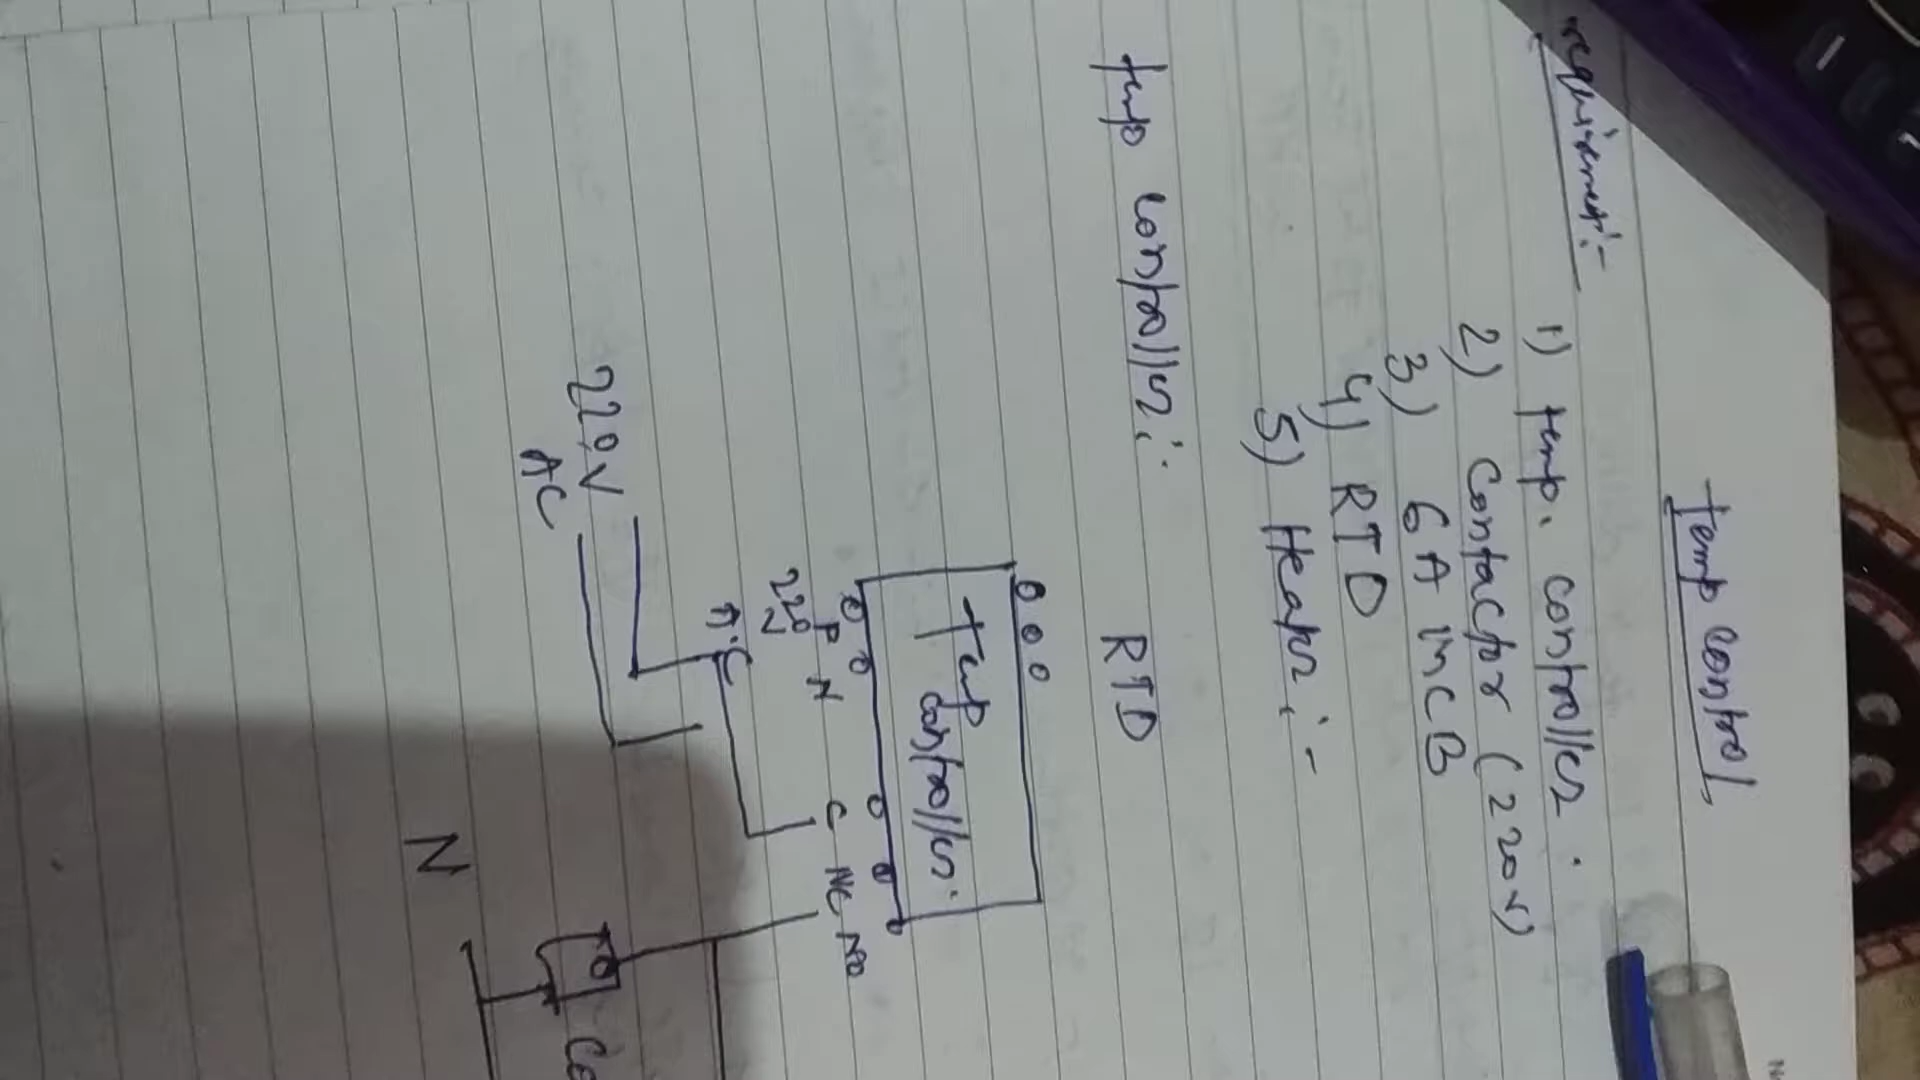 Temp control,
requirement:-
1) temp. controller.
2) Contactor (220v)
3) 6A MCB
4) RTD
5) Heater:-
temp controller:
RTD
Temp
controller.
P N C NC NO
220
AC
220V
AC
N